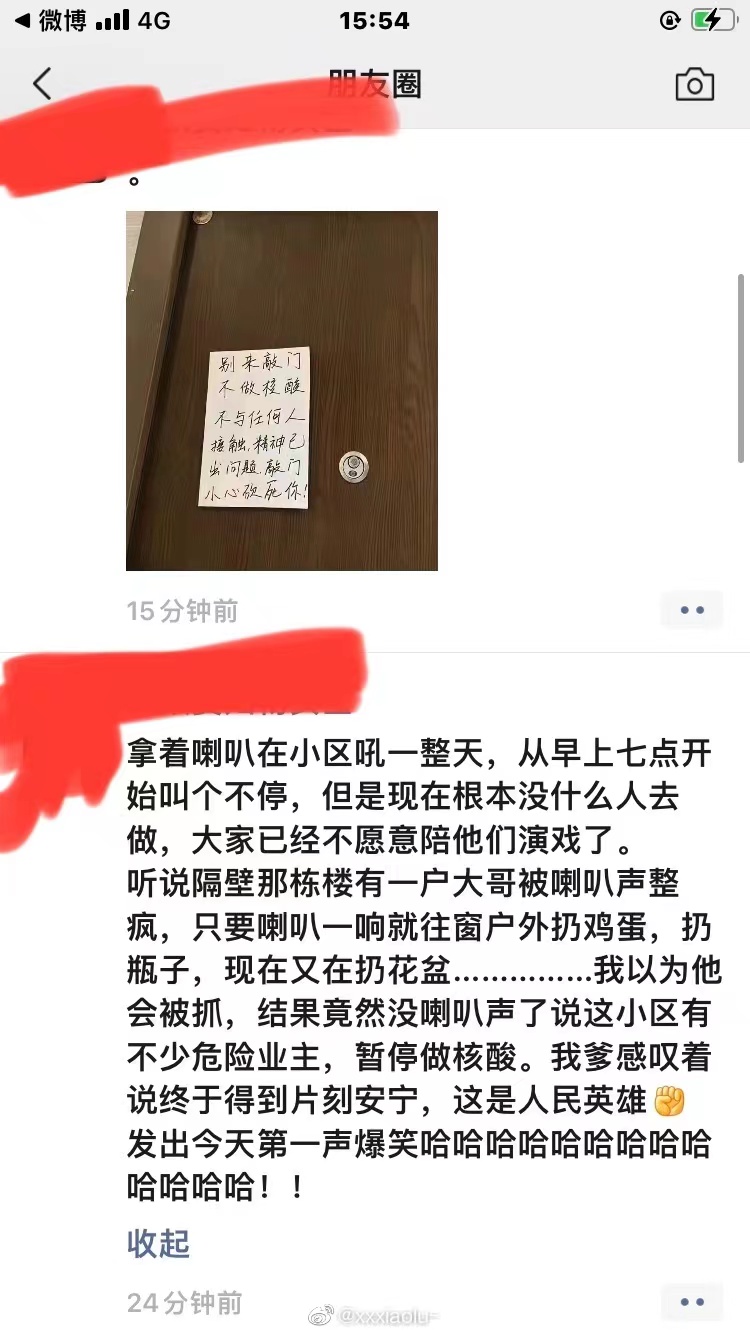 微博 4G
15:54
朋友圈
。
别来敲门
不做核酸
不与任何人
接触,精神已
出问题,敲门
小心砍死你!
15分钟前
拿着喇叭在小区吼一整天，从早上七点开
始叫个不停，但是现在根本没什么人去
做，大家已经不愿意陪他们演戏了。
听说隔壁那栋楼有一户大哥被喇叭声整
疯，只要喇叭一响就往窗户外扔鸡蛋，扔
瓶子，现在又在扔花盆……………我以为他
会被抓，结果竟然没喇叭声了说这小区有
不少危险业主，暂停做核酸。我爹感叹着
说终于得到片刻安宁，这是人民英雄✊
发出今天第一声爆笑哈哈哈哈哈哈哈哈哈
哈哈哈哈！！
收起
24分钟前
@xxxiaolu-